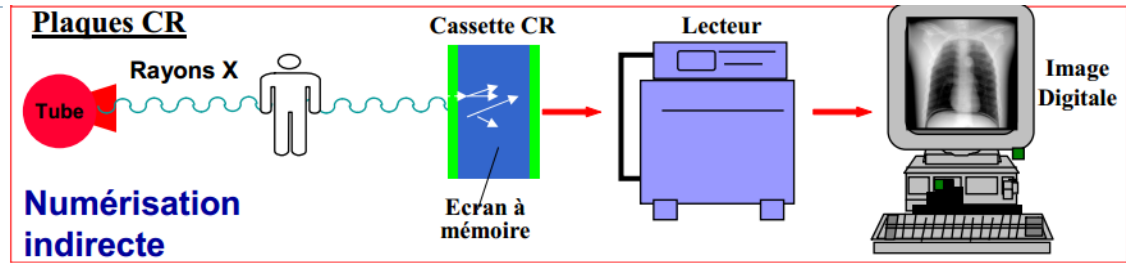 Plaques CR
Cassette CR
Lecteur
Rayons X
Tube
Image
Digitale
Ecran à
mémoire
Numérisation
indirecte